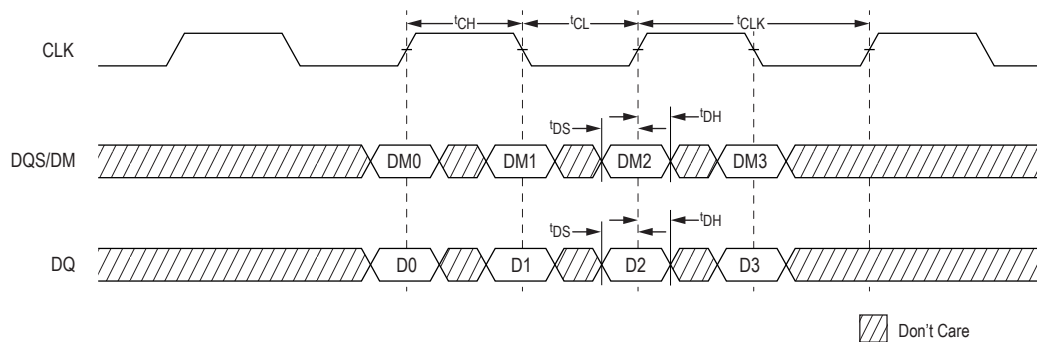 tCH tCL tCLK
CLK
tDS tDH
DQS/DM DM0 DM1 DM2 DM3
tDS tDH
DQ D0 D1 D2 D3
Don't Care